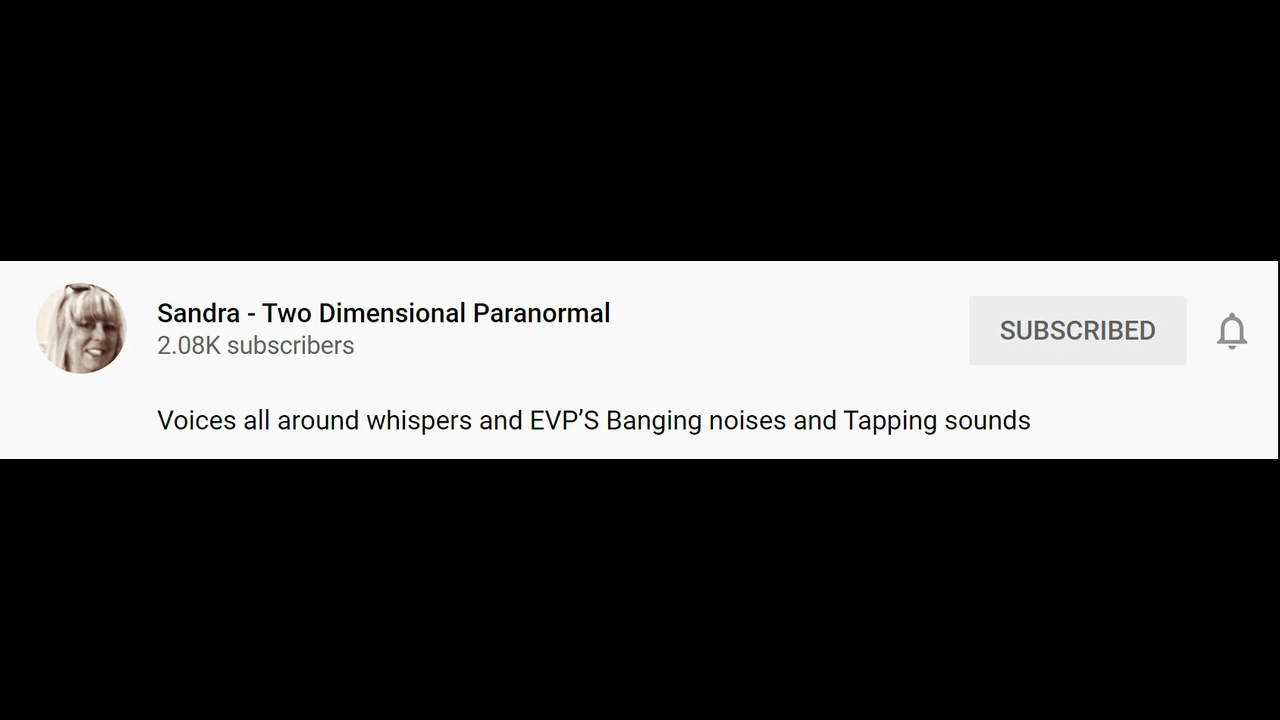 Sandra - Two Dimensional Paranormal
2.08K subscribers
SUBSCRIBED
Voices all around whispers and EVP’S Banging noises and Tapping sounds